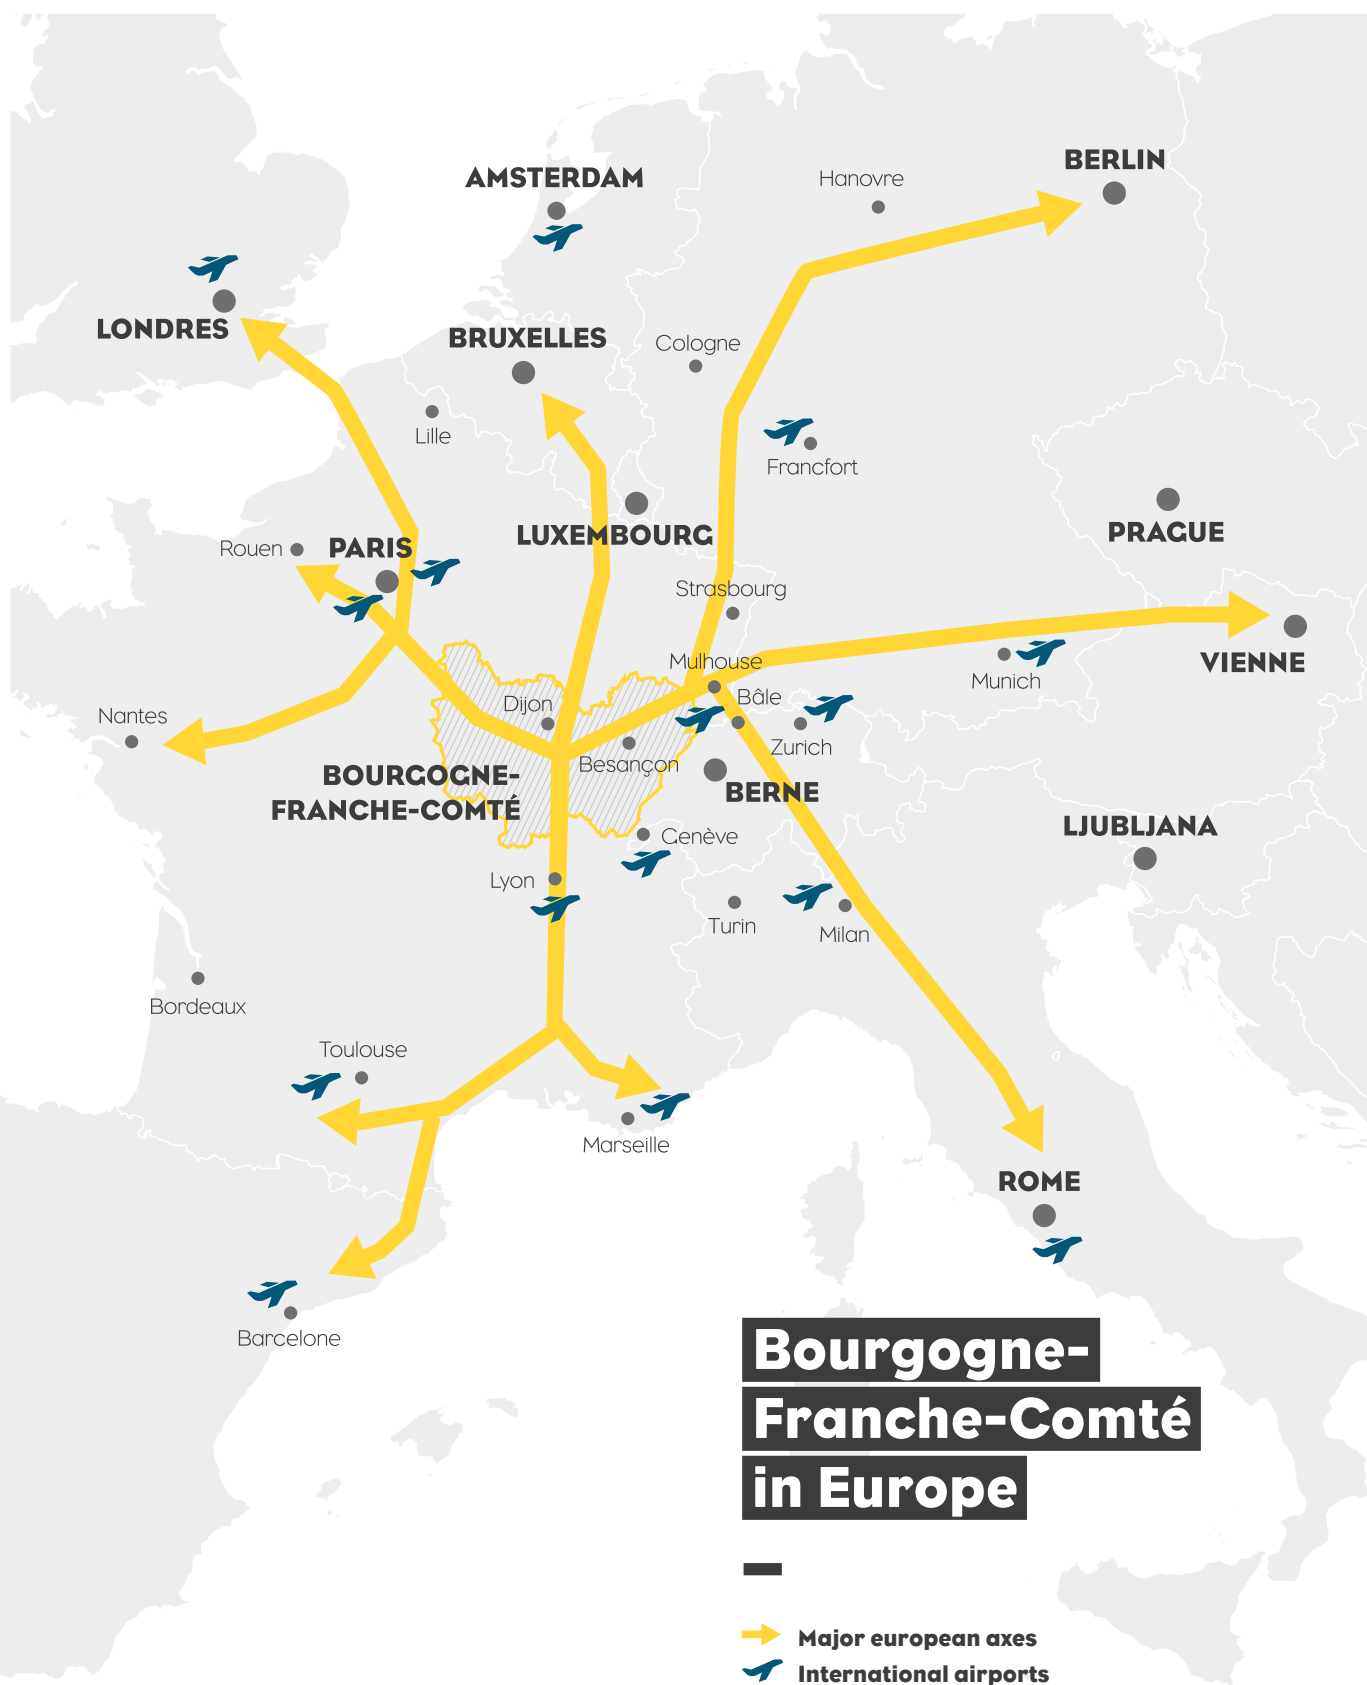 BERLIN
AMSTERDAM
Hanovre
LONDRES
BRUXELLES
Cologne
Lille
Francfort
PRAGUE
LUXEMBOURG
Rouen
PARIS
Strasbourg
VIENNE
Mulhouse
Munich
Bâle
Dijon
Nantes
Zurich
Besançon
BOURGOGNE-
FRANCHE-COMTÉ
BERNE
LJUBLJANA
Genève
Lyon
Turin
Milan
Bordeaux
Toulouse
Marseille
ROME
Barcelone
Bourgogne-
Franche-Comté
in Europe
Major european axes
International airports